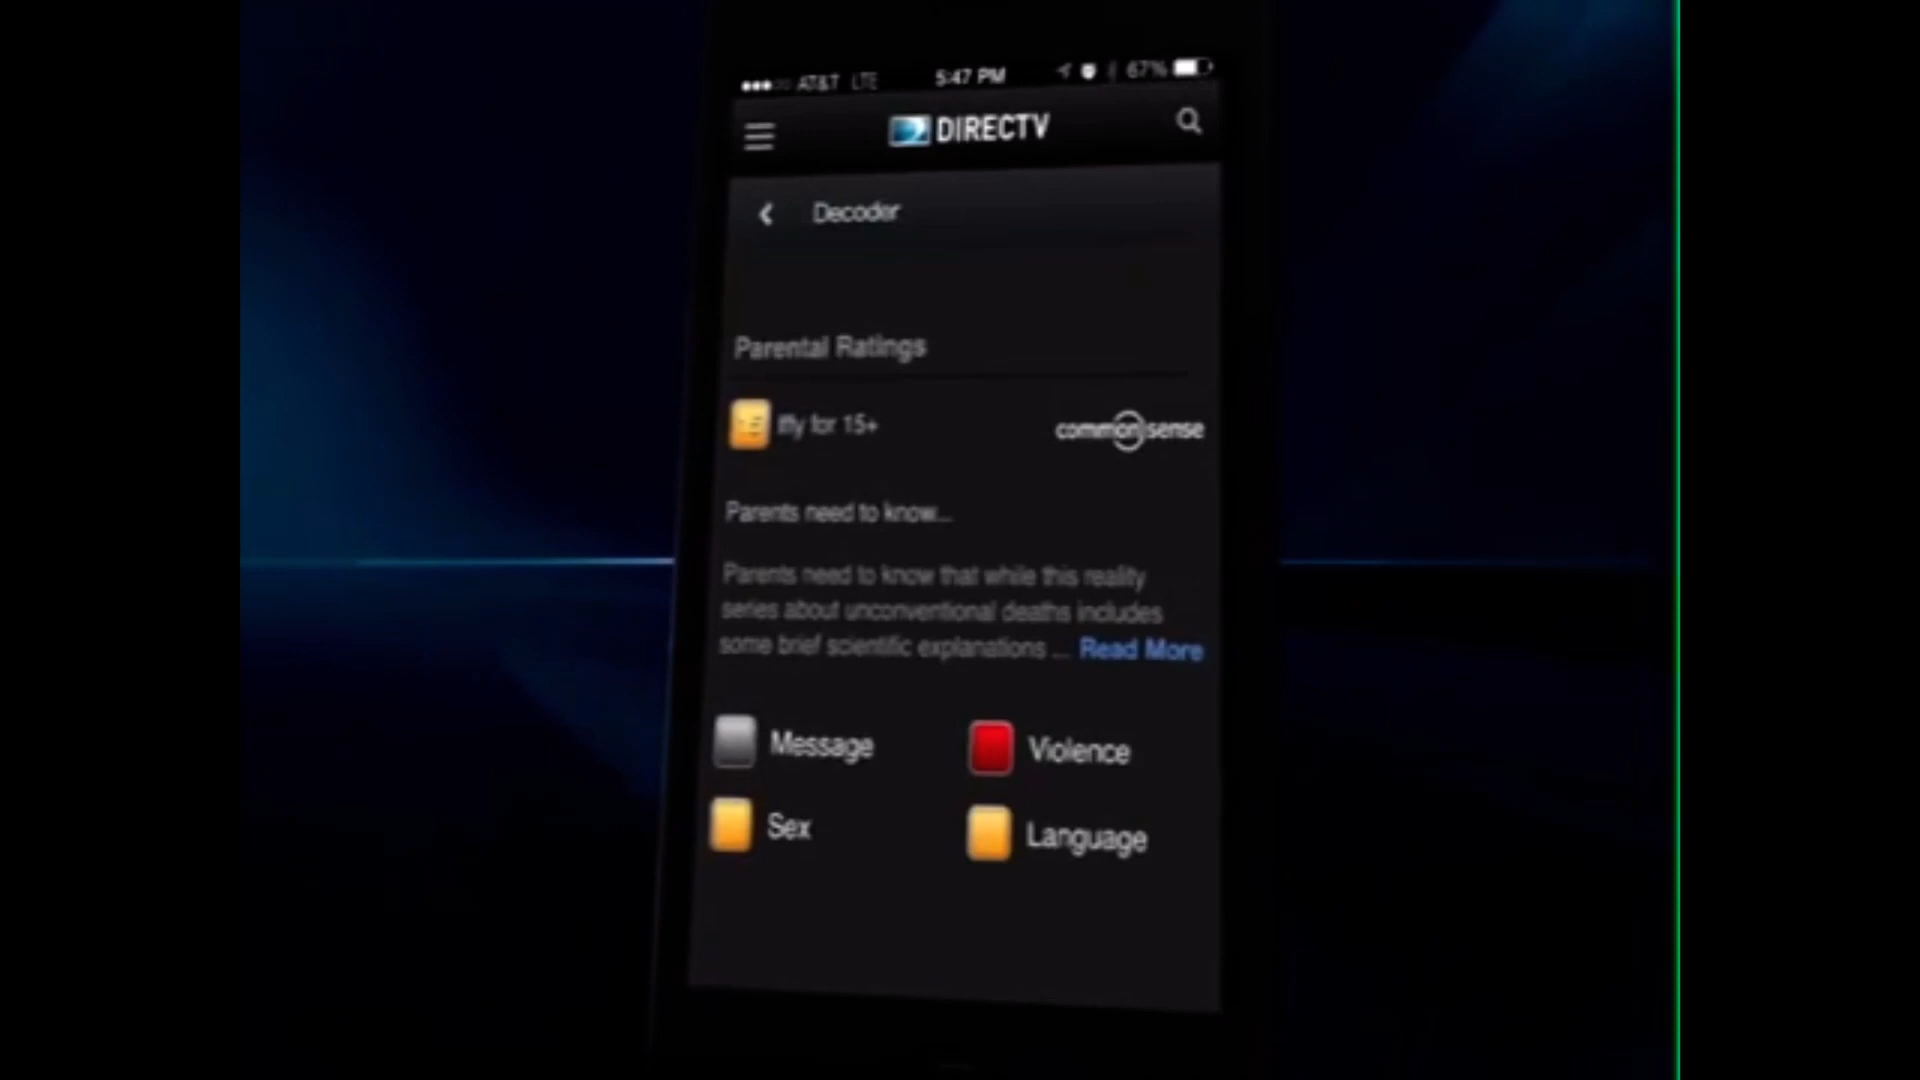 AT&T LTE 5:47 PM 67%
DIRECTV
Decoder
Parental Ratings
iffy for 15+
common sense
Parents need to know...
Parents need to know that while this reality
series about unconventional deaths includes
some brief scientific explanations ... Read More
Message Violence
Sex Language